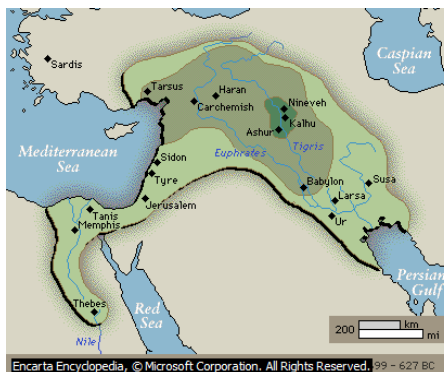 Caspian
Sea
Sardis
Tarsus
Haran
Carchemish
Nineveh
Kalhu
Ashur
Mediterranean
Sea
Euphrates
Tigris
Sidon
Tyre
Babylon
Susa
Larsa
Jerusalem
Ur
Tanis
Memphis
Persian
Gulf
Thebes
Red
Sea
Nile
200
km
mi
Encarta Encyclopedia, © Microsoft Corporation. All Rights Reserved. 99 - 627 BC